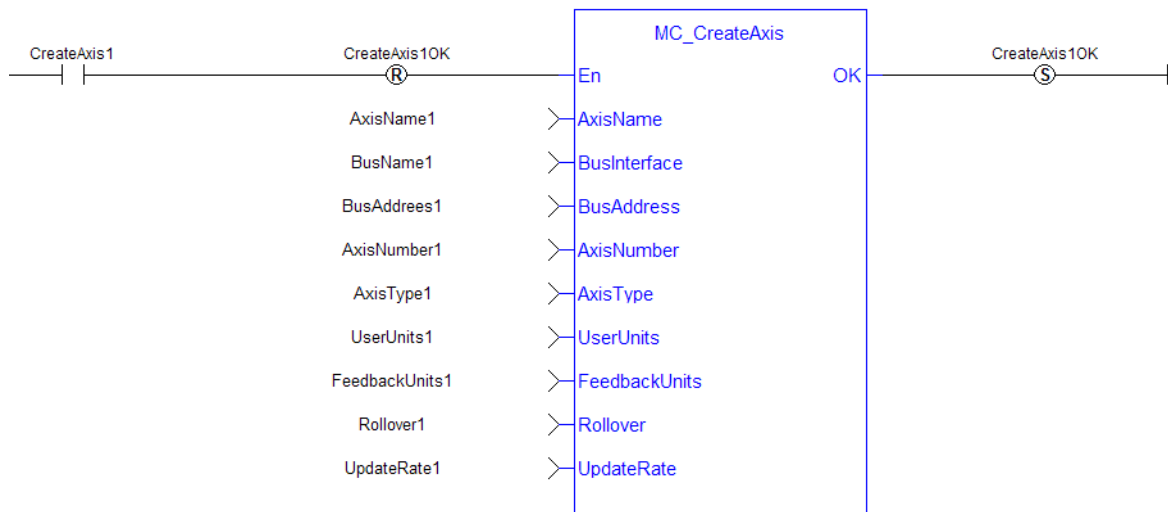 MC_CreateAxis
CreateAxis1 CreateAxis1OK CreateAxis1OK
R En OK S
AxisName1 AxisName
BusName1 BusInterface
BusAddrees1 BusAddress
AxisNumber1 AxisNumber
AxisType1 AxisType
UserUnits1 UserUnits
FeedbackUnits1 FeedbackUnits
Rollover1 Rollover
UpdateRate1 UpdateRate